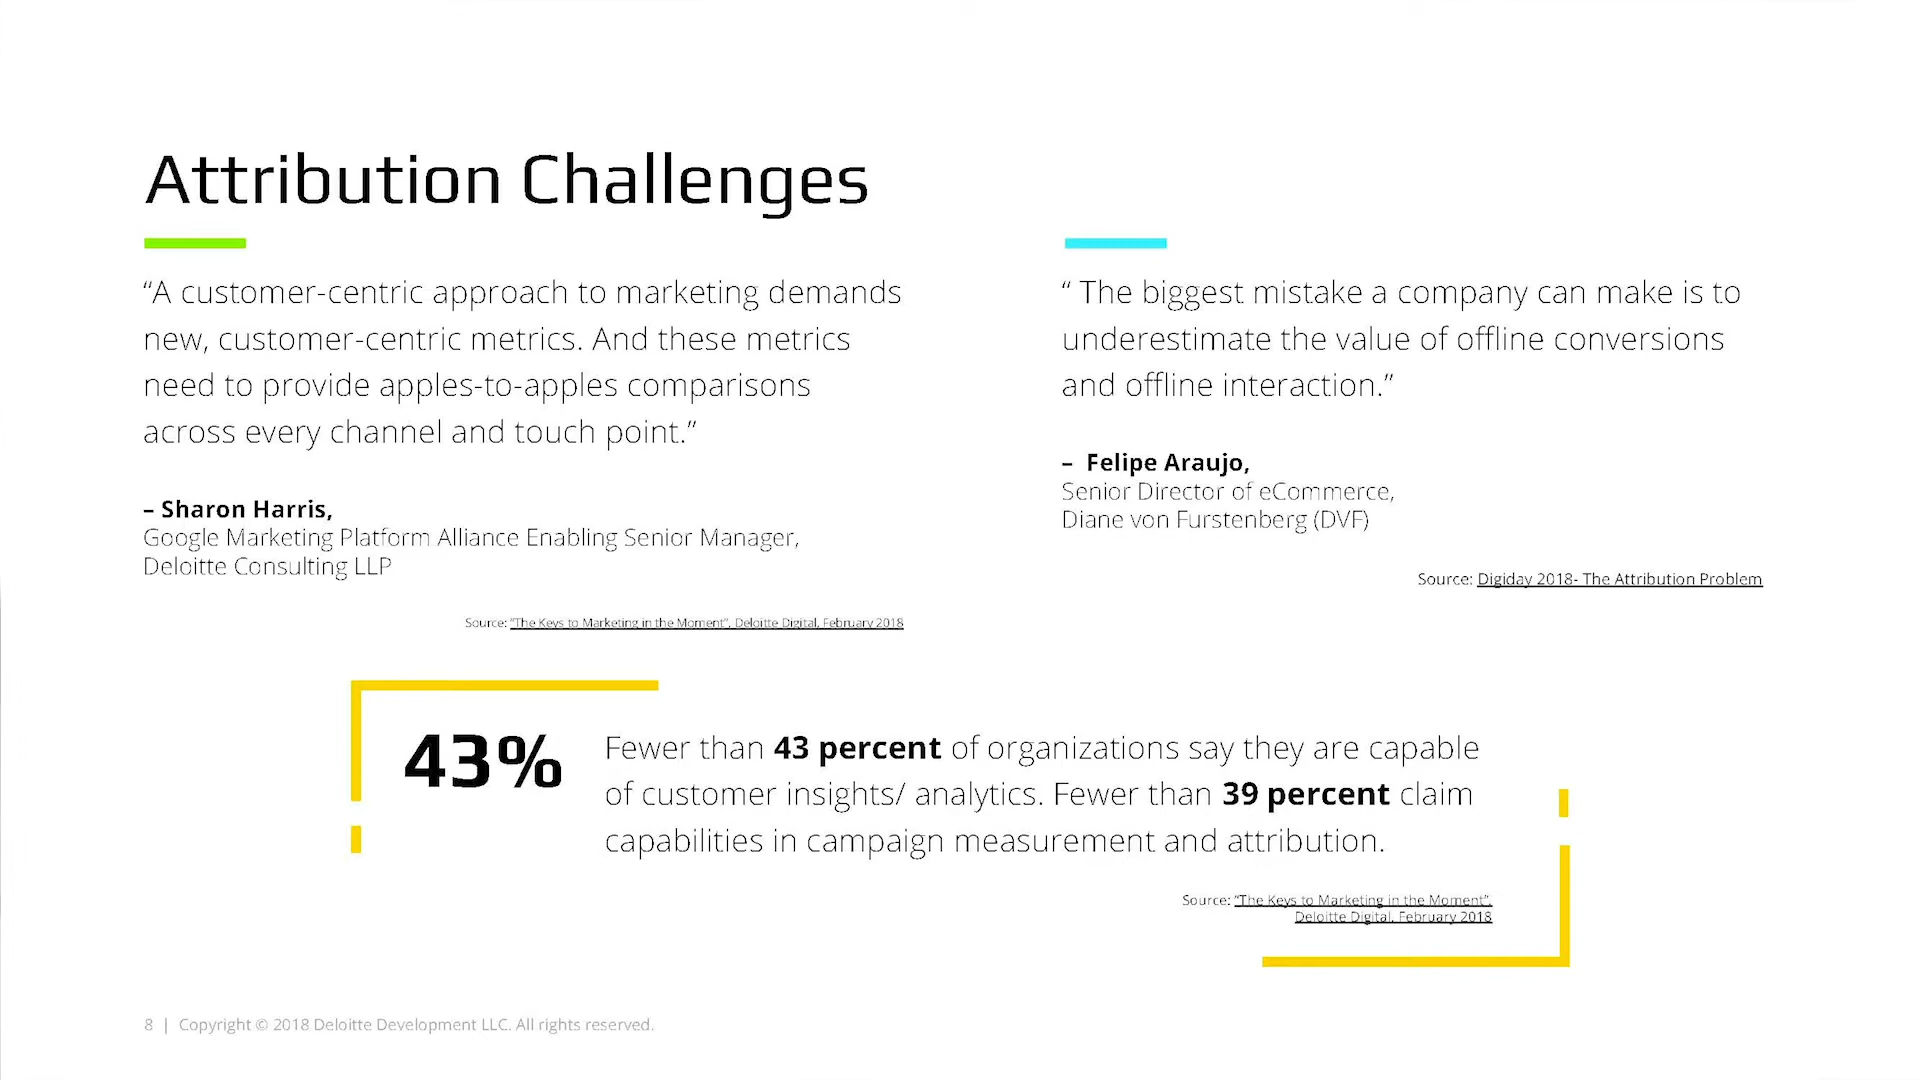 Attribution Challenges
“A customer-centric approach to marketing demands
new, customer-centric metrics. And these metrics
need to provide apples-to-apples comparisons
across every channel and touch point.”
– Sharon Harris,
Google Marketing Platform Alliance Enabling Senior Manager,
Deloitte Consulting LLP
Source: “The Keys to Marketing in the Moment”, Deloitte Digital, February 2018
“ The biggest mistake a company can make is to
underestimate the value of offline conversions
and offline interaction.”
– Felipe Araujo,
Senior Director of eCommerce,
Diane von Furstenberg (DVF)
Source: Digiday 2018- The Attribution Problem
43%
Fewer than 43 percent of organizations say they are capable
of customer insights/ analytics. Fewer than 39 percent claim
capabilities in campaign measurement and attribution.
Source: “The Keys to Marketing in the Moment”,
Deloitte Digital, February 2018
8 | Copyright © 2018 Deloitte Development LLC. All rights reserved.